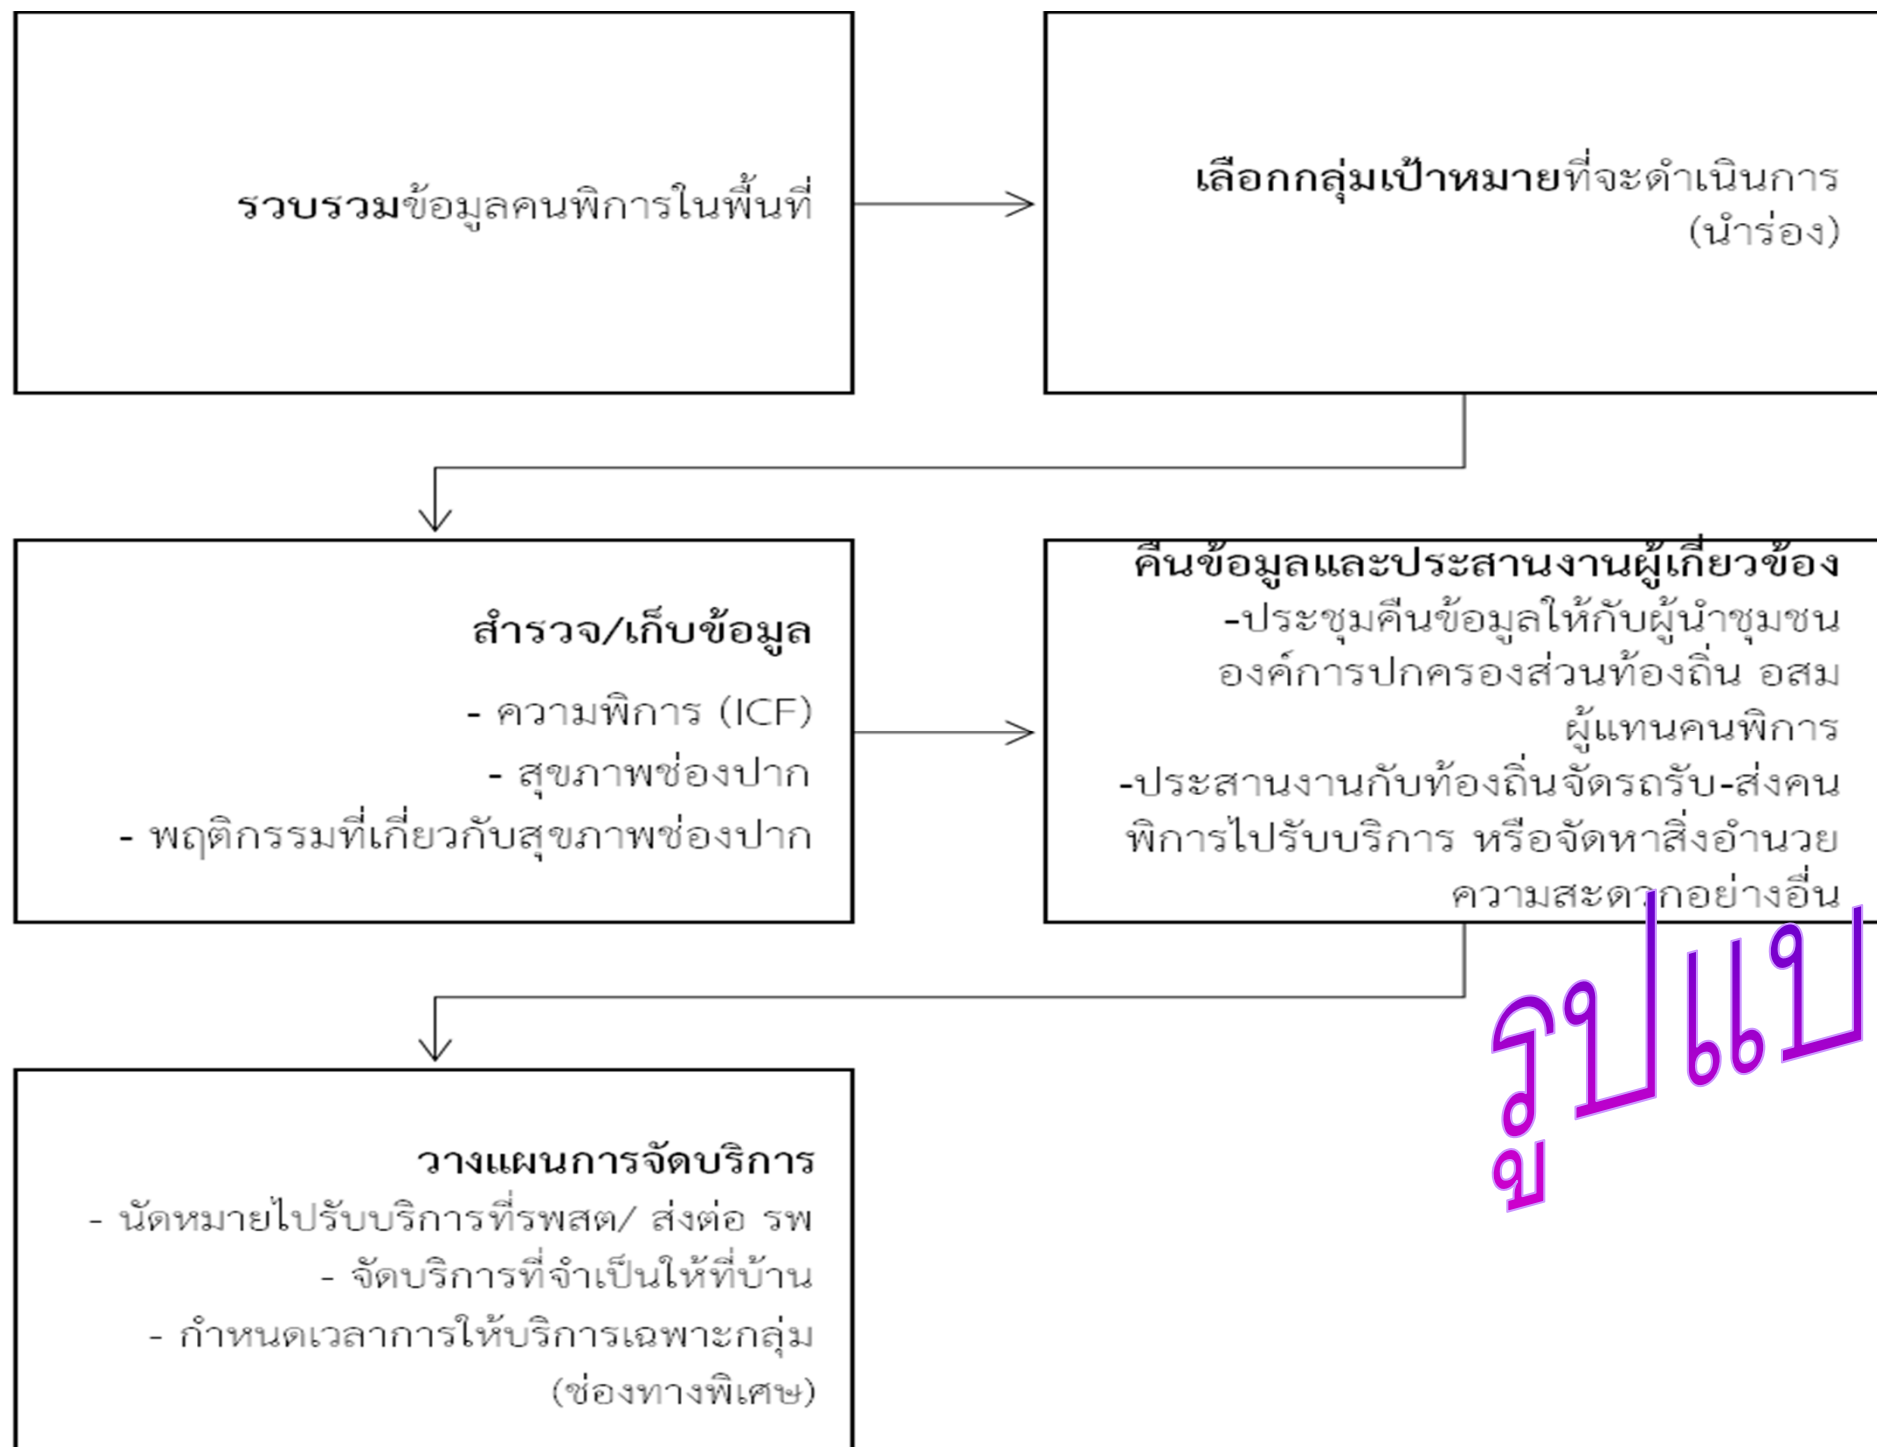 รวบรวมข้อมูลคนพิการในพื้นที่
เลือกกลุ่มเป้าหมายที่จะดำเนินการ
(นำร่อง)
สำรวจ/เก็บข้อมูล
- ความพิการ (ICF)
- สุขภาพช่องปาก
- พฤติกรรมที่เกี่ยวกับสุขภาพช่องปาก
คืนข้อมูลและประสานงานผู้เกี่ยวข้อง
-ประชุมคืนข้อมูลให้กับผู้นำชุมชน
องค์การปกครองส่วนท้องถิ่น อสม
ผู้แทนคนพิการ
-ประสานงานกับท้องถิ่นจัดรถรับ-ส่งคน
พิการไปรับบริการ หรือจัดหาสิ่งอำนวย
ความสะดวกอย่างอื่น
วางแผนการจัดบริการ
- นัดหมายไปรับบริการที่รพสต/ ส่งต่อ รพ
- จัดบริการที่จำเป็นให้ที่บ้าน
- กำหนดเวลาการให้บริการเฉพาะกลุ่ม
(ช่องทางพิเศษ)
รูปแบ